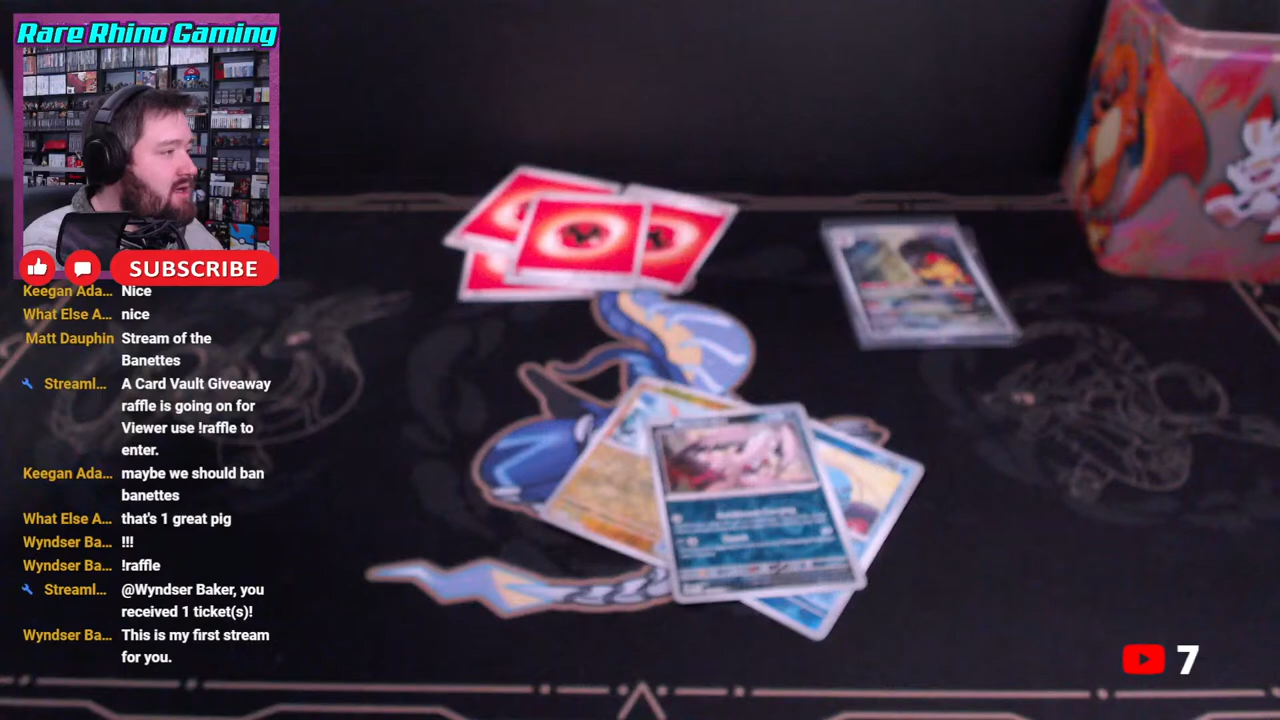 Rare Rhino Gaming
SUBSCRIBE
Keegan Ada... Nice
What Else A... nice
Matt Dauphin Stream of the
Banettes
Streaml... A Card Vault Giveaway
raffle is going on for
Viewer use !raffle to
enter.
Keegan Ada... maybe we should ban
banettes
What Else A... that's 1 great pig
Wyndser Ba... !!!
Wyndser Ba... !raffle
Streaml... @Wyndser Baker, you
received 1 ticket(s)!
Wyndser Ba... This is my first stream
for you.
7